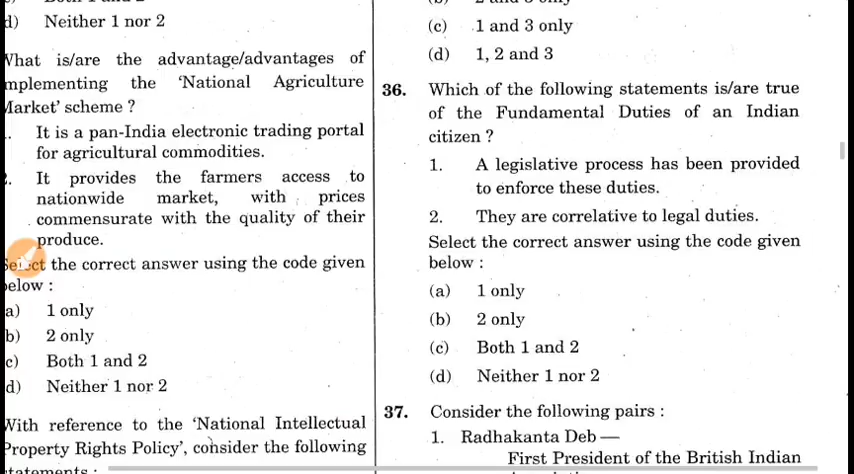 d) Neither 1 nor 2
What is/are the advantage/advantages of
implementing the ‘National Agriculture
Market’ scheme ?
It is a pan-India electronic trading portal
for agricultural commodities.
It provides the farmers access to
nationwide market, with prices
commensurate with the quality of their
produce.
Select the correct answer using the code given
below :
a) 1 only
b) 2 only
c) Both 1 and 2
d) Neither 1 nor 2
With reference to the ‘National Intellectual
Property Rights Policy’, consider the following
(c) 1 and 3 only
(d) 1, 2 and 3
36. Which of the following statements is/are true
of the Fundamental Duties of an Indian
citizen ?
1. A legislative process has been provided
to enforce these duties.
2. They are correlative to legal duties.
Select the correct answer using the code given
below :
(a) 1 only
(b) 2 only
(c) Both 1 and 2
(d) Neither 1 nor 2
37. Consider the following pairs :
1. Radhakanta Deb —
First President of the British Indian